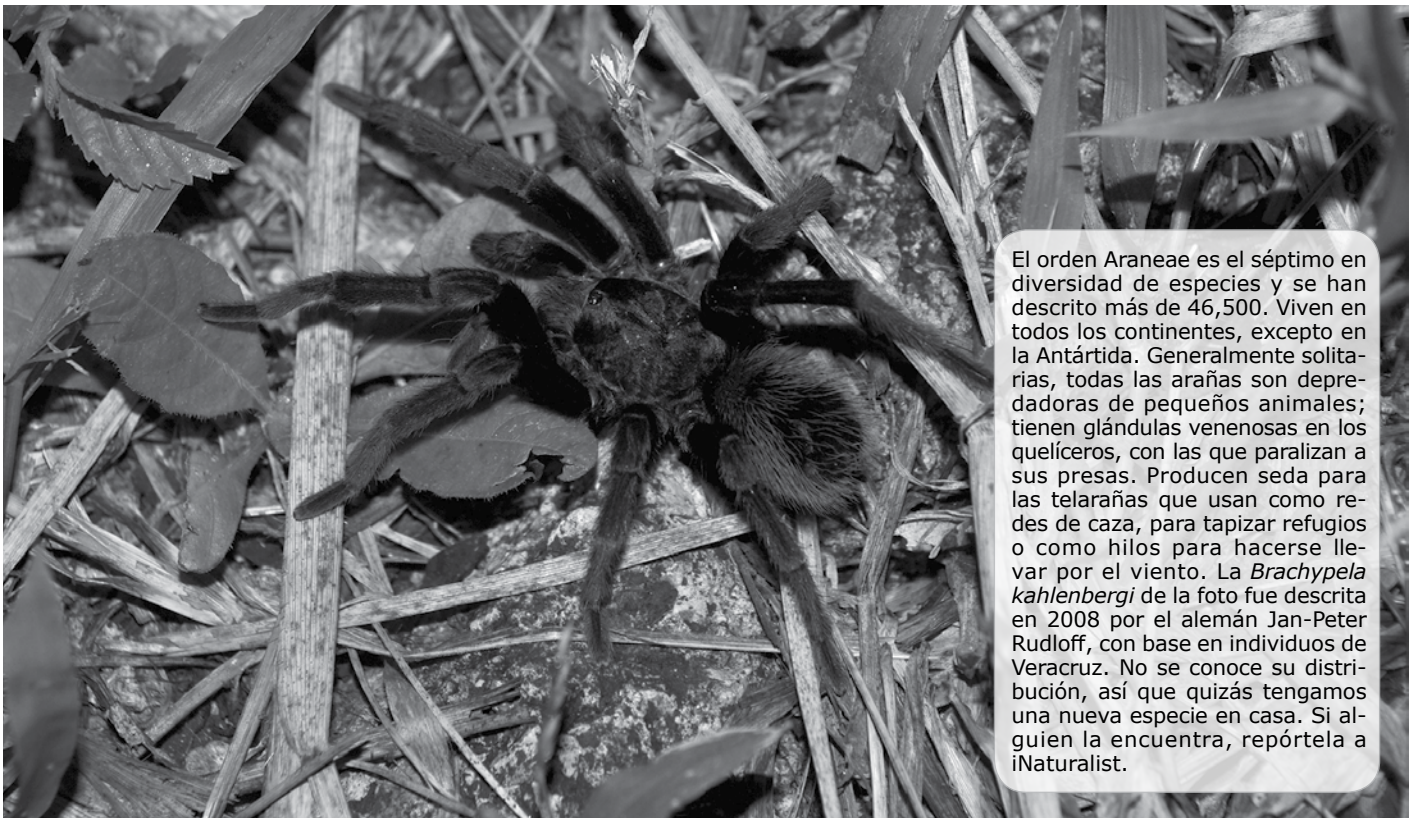 El orden Araneae es el séptimo en
diversidad de especies y se han
descrito más de 46,500. Viven en
todos los continentes, excepto en
la Antártida. Generalmente solita-
rias, todas las arañas son depre-
dadoras de pequeños animales;
tienen glándulas venenosas en los
quelíceros, con las que paralizan a
sus presas. Producen seda para
las telarañas que usan como re-
des de caza, para tapizar refugios
o como hilos para hacerse lle-
var por el viento. La Brachypela
kahlenbergi de la foto fue descrita
en 2008 por el alemán Jan-Peter
Rudloff, con base en individuos de
Veracruz. No se conoce su distri-
bución, así que quizás tengamos
una nueva especie en casa. Si al-
guien la encuentra, repórtela a
iNaturalist.